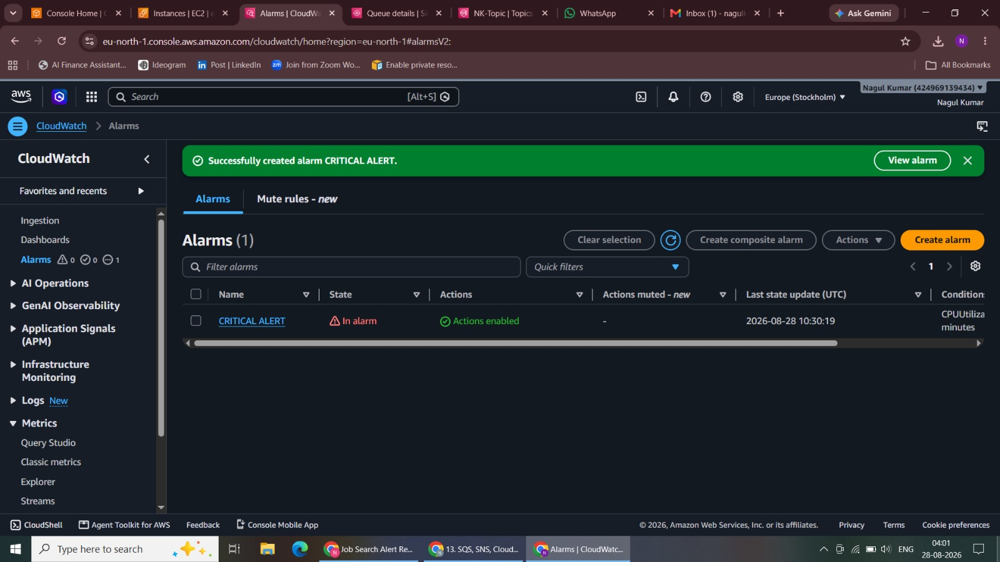 Console Home | C
Instances | EC2 | e
Alarms | CloudWa
Queue details | Si
NK-Topic | Topics
WhatsApp
Inbox (1) - nagulk
Ask Gemini
eu-north-1.console.aws.amazon.com/cloudwatch/home?region=eu-north-1#alarmsV2:
N
AI Finance Assistant...
Ideogram
in Post | LinkedIn
zm Join from Zoom Wo...
Enable private reso...
All Bookmarks
aws
Search
[Alt+S]
Europe (Stockholm)
Nagul Kumar (424969139434)
Nagul Kumar
CloudWatch
Alarms
CloudWatch
Favorites and recents
Ingestion
Dashboards
Alarms 0 0 1
AI Operations
GenAI Observability
Application Signals
(APM)
Infrastructure
Monitoring
Logs New
Metrics
Query Studio
Classic metrics
Explorer
Streams
Successfully created alarm CRITICAL ALERT.
View alarm
Alarms
Mute rules - new
Alarms (1)
Clear selection
Create composite alarm
Actions
Create alarm
Filter alarms
Quick filters
1
Name
State
Actions
Actions muted - new
Last state update (UTC)
Condition
CRITICAL ALERT
In alarm
Actions enabled
-
2026-08-28 10:30:19
CPUUtiliza
minutes
CloudShell
Agent Toolkit for AWS
Feedback
Console Mobile App
© 2026, Amazon Web Services, Inc. or its affiliates.
Privacy
Terms
Cookie preferences
Type here to search
Job Search Alert Re...
13. SQS, SNS, Cloud...
Alarms | CloudWatc...
ENG
04:01
28-08-2026